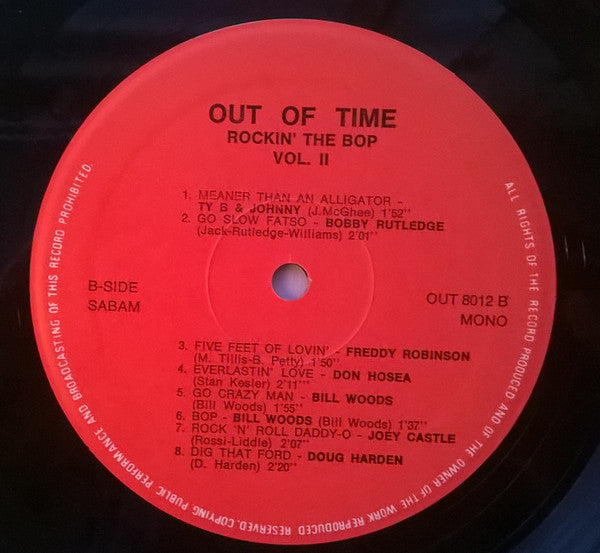 OUT OF TIME
ROCKIN' THE BOP
VOL. II
1. MEANER THAN AN ALLIGATOR -
TY B & JOHNNY (J.McGhee) 1'52''
2. GO SLOW FATSO - BOBBY RUTLEDGE
(Jack-Rutledge-Williams) 2'01''
B-SIDE
SABAM
OUT 8012 B
MONO
3. FIVE FEET OF LOVIN' - FREDDY ROBINSON
(M. Tillis-B. Petty) 1'50''
4. EVERLASTIN' LOVE - DON HOSEA
(Stan Kesler) 2'11'''
5. GO CRAZY MAN - BILL WOODS
(Bill Woods) 1'55''
6. BOP - BILL WOODS (Bill Woods) 1'37''
7. ROCK 'N' ROLL DADDY-O - JOEY CASTLE
(Rossi-Liddle) 2'07''
8. DIG THAT FORD - DOUG HARDEN
(D. Harden) 2'20''
ALL RIGHTS OF THE RECORD PRODUCED AND OF THE OWNER OF THE WORK REPRODUCED RESERVED.COPYING PUBLIC PERFORMANCE AND BROADCASTING OF THIS RECORD PROHIBITED.